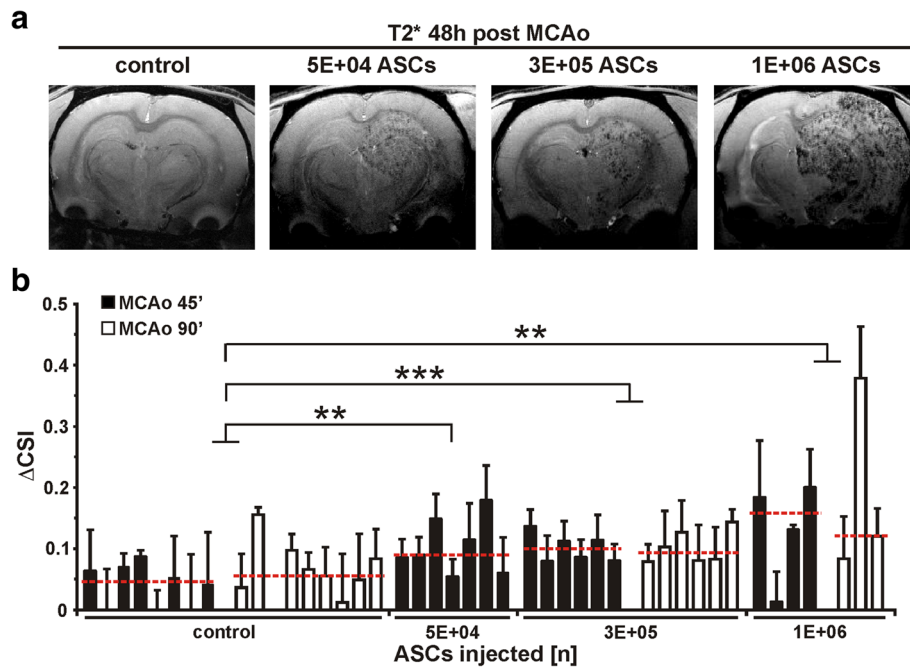 a
T2* 48h post MCAo
control
5E+04 ASCs
3E+05 ASCs
1E+06 ASCs
b
MCAo 45'
MCAo 90'
**
***
**
ΔCSI
0.5
0.4
0.3
0.2
0.1
0
control
5E+04
3E+05
1E+06
ASCs injected [n]